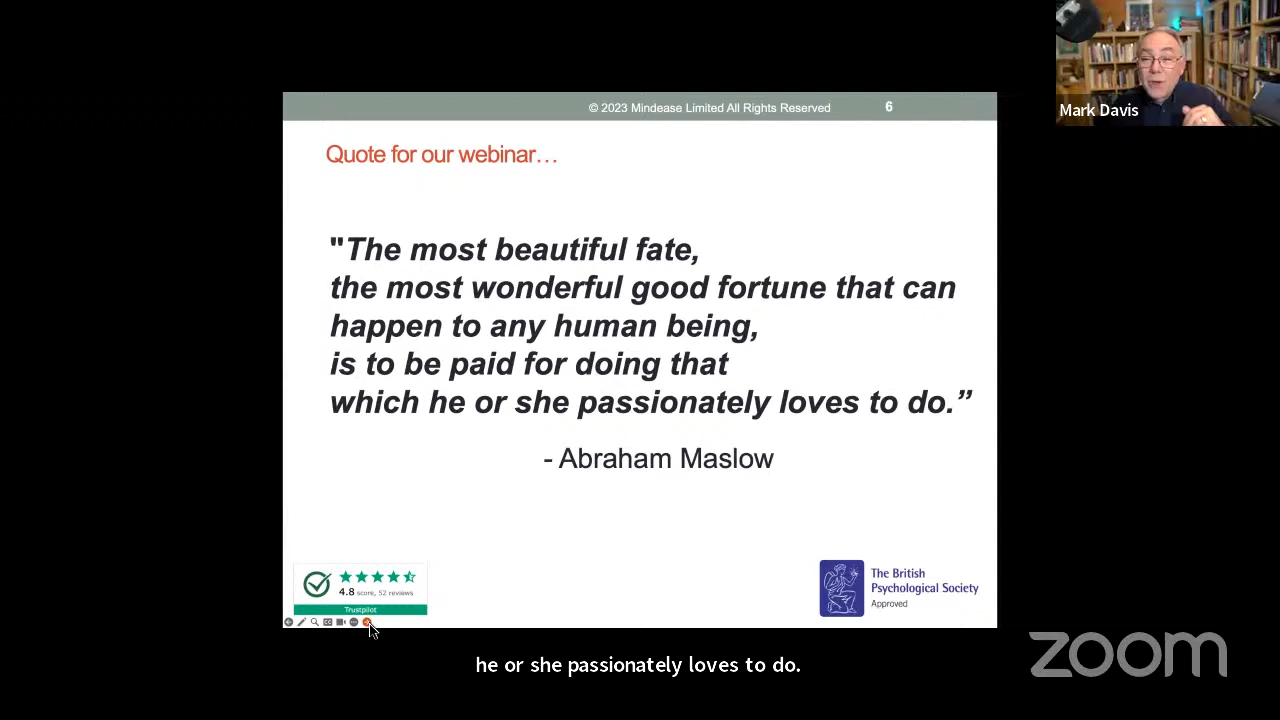 © 2023 Mindease Limited All Rights Reserved 6
Mark Davis
Quote for our webinar…
"The most beautiful fate,
the most wonderful good fortune that can
happen to any human being,
is to be paid for doing that
which he or she passionately loves to do.”
- Abraham Maslow
4.8 score, 52 reviews
Trustpilot
The British
Psychological Society
Approved
he or she passionately loves to do.
zoom